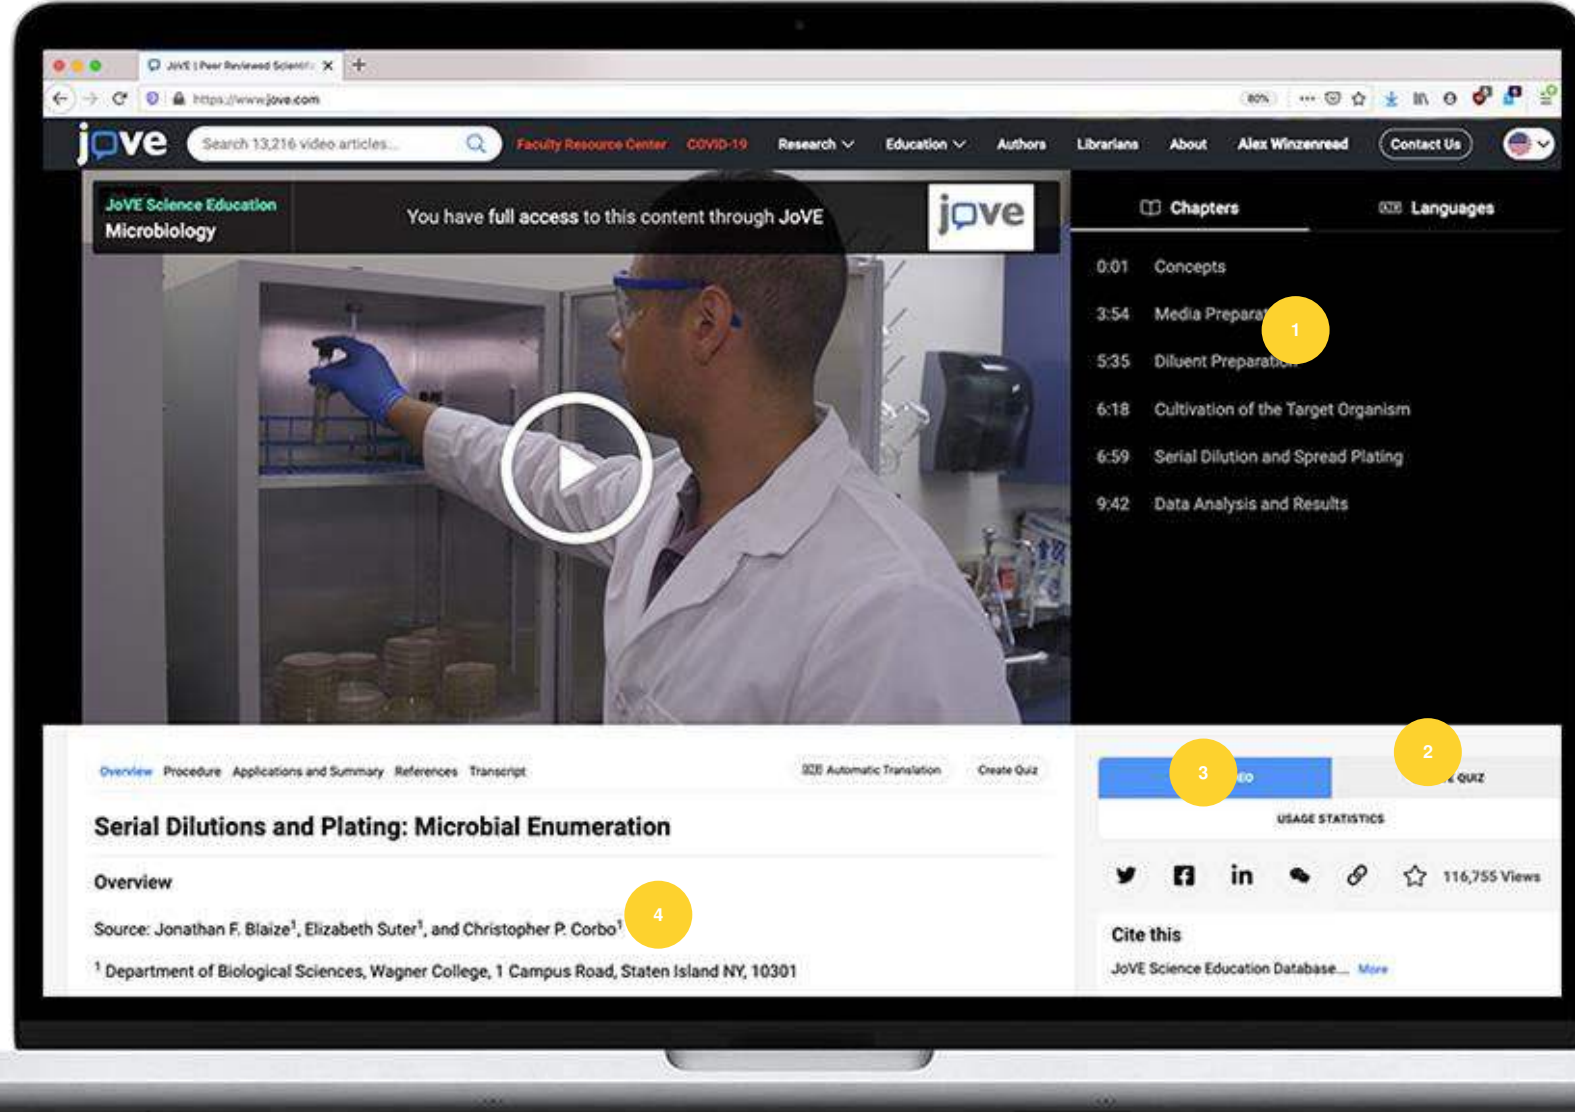 JoVE | Peer Reviewed Scientific
https://www.jove.com
80%
jove
Search 13,216 video articles...
Faculty Resource Center
COVID-19
Research
Education
Authors
Librarians
About
Alex Winzenread
Contact Us
JoVE Science Education
Microbiology
You have full access to this content through JoVE
jove
Chapters
Languages
0:01 Concepts
3:54 Media Preparat
1
5:35 Diluent Preparation
6:18 Cultivation of the Target Organism
6:59 Serial Dilution and Spread Plating
9:42 Data Analysis and Results
Overview Procedure Applications and Summary References Transcript
Automatic Translation
Create Quiz
3
EO
2
E QUIZ
USAGE STATISTICS
Serial Dilutions and Plating: Microbial Enumeration
Overview
116,755 Views
Source: Jonathan F. Blaize¹, Elizabeth Suter¹, and Christopher P. Corbo¹
4
¹ Department of Biological Sciences, Wagner College, 1 Campus Road, Staten Island NY, 10301
Cite this
JoVE Science Education Database... More